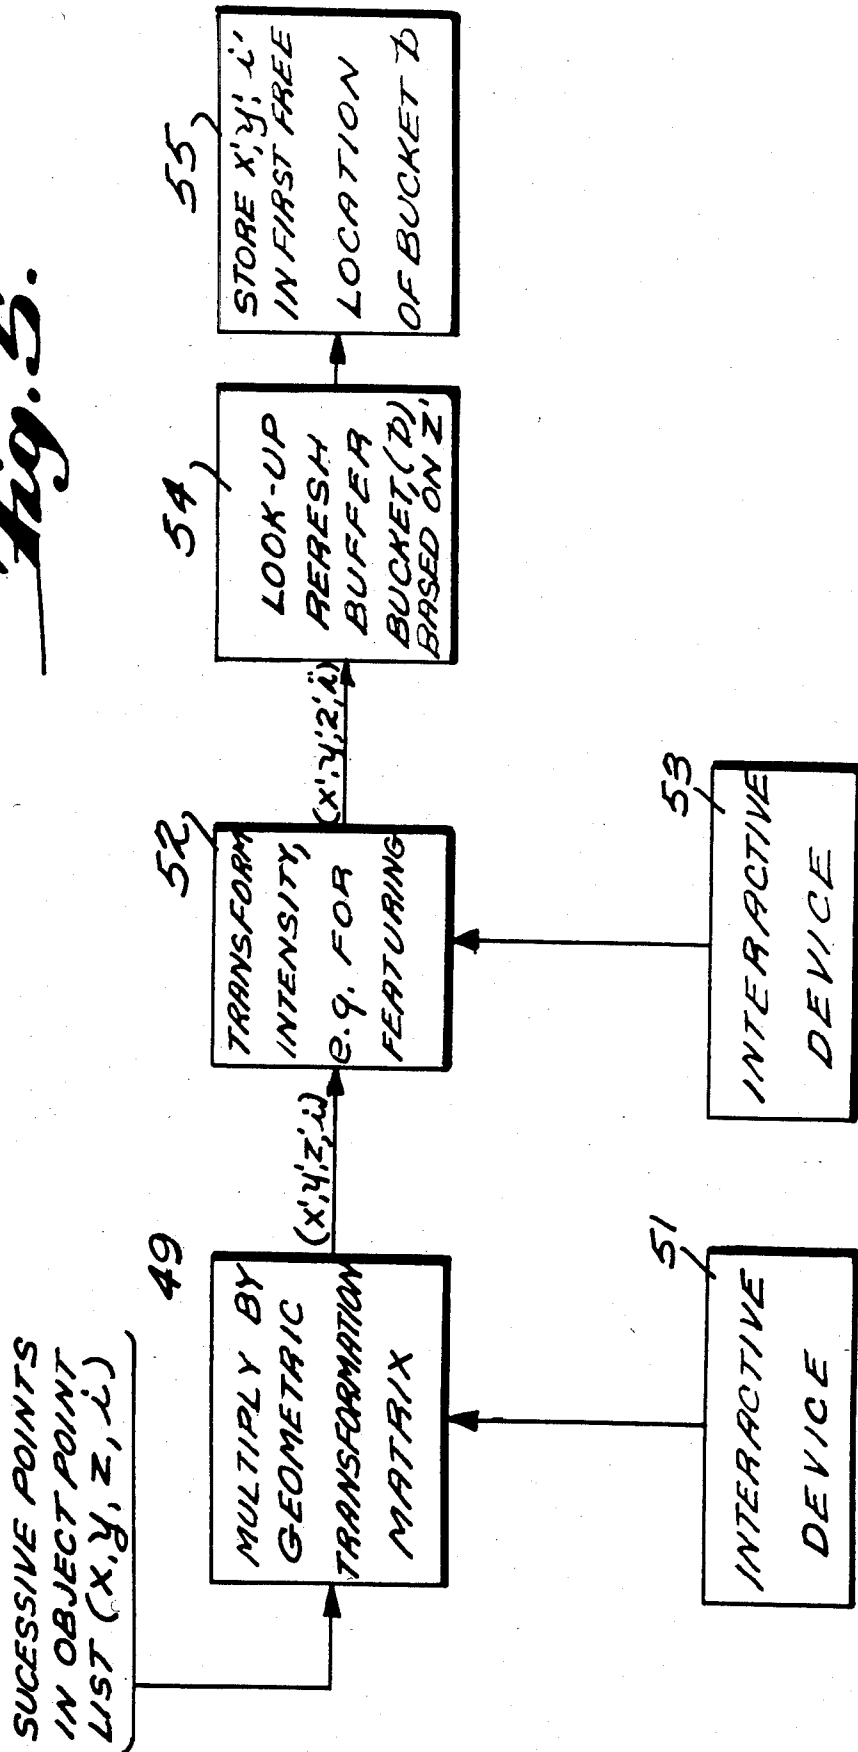 Fig. 5.
SUCESSIVE POINTS
IN OBJECT POINT
LIST (x, y, z, i)
49
MULTIPLY BY
GEOMETRIC
TRANSFORMATION
MATRIX
(x',y',z',i)
51
INTERACTIVE
DEVICE
52
TRANSFORM
INTENSITY,
e.g. FOR
FEATURING
(x',y',z',i')
53
INTERACTIVE
DEVICE
54
LOOK-UP
RERESH
BUFFER
BUCKET,(b)
BASED ON Z'
55
STORE x',y',i'
IN FIRST FREE
LOCATION
OF BUCKET b